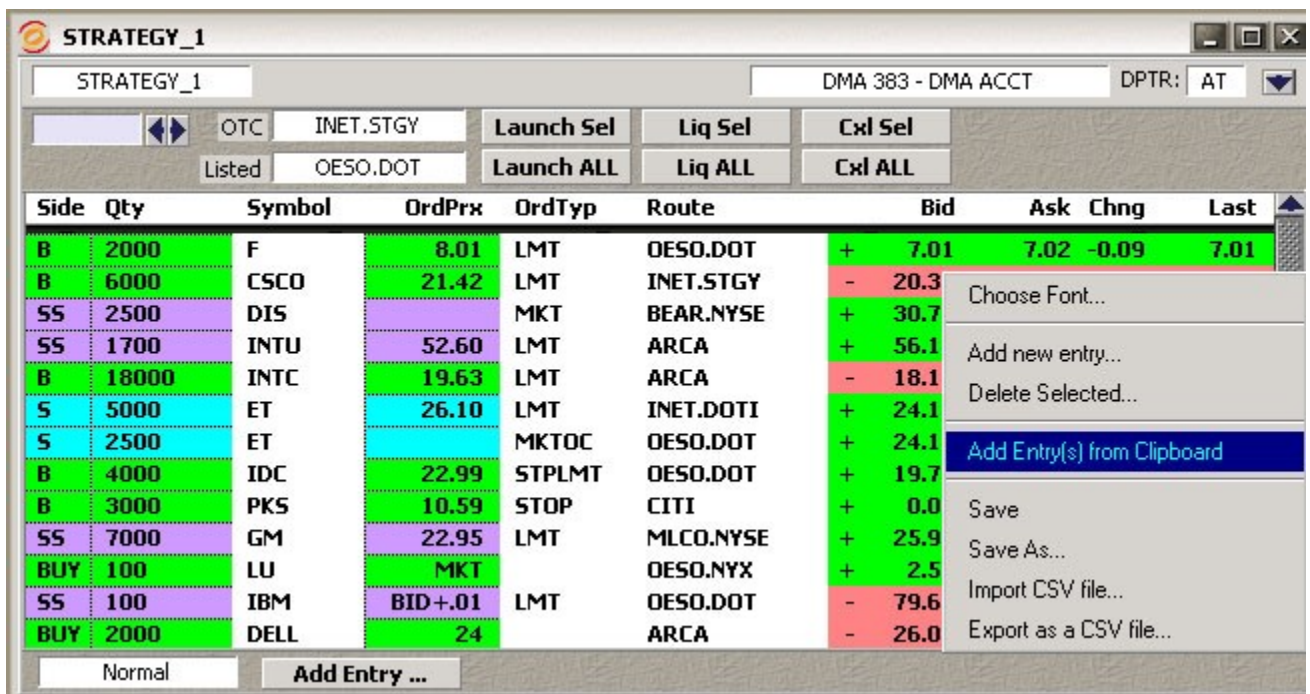 STRATEGY_1
STRATEGY_1 DMA 383 - DMA ACCT DPTR: AT
OTC INET.STGY Launch Sel Liq Sel Cxl Sel
Listed OESO.DOT Launch ALL Liq ALL Cxl ALL
Side Qty Symbol OrdPrx OrdTyp Route Bid Ask Chng Last
B 2000 F 8.01 LMT OESO.DOT + 7.01 7.02 -0.09 7.01
B 6000 CSCO 21.42 LMT INET.STGY - 20.3
SS 2500 DIS MKT BEAR.NYSE + 30.7
SS 1700 INTU 52.60 LMT ARCA + 56.1
B 18000 INTC 19.63 LMT ARCA - 18.1
S 5000 ET 26.10 LMT INET.DOTI + 24.1
S 2500 ET MKTOC OESO.DOT + 24.1
B 4000 IDC 22.99 STPLMT OESO.DOT + 19.7
B 3000 PKS 10.59 STOP CITI + 0.0
SS 7000 GM 22.95 LMT MLCO.NYSE + 25.9
BUY 100 LU MKT OESO.NYX + 2.5
SS 100 IBM BID+.01 LMT OESO.DOT - 79.6
BUY 2000 DELL 24 ARCA - 26.0
Choose Font...
Add new entry...
Delete Selected...
Add Entry(s) from Clipboard
Save
Save As...
Import CSV file...
Export as a CSV file...
Normal Add Entry ...